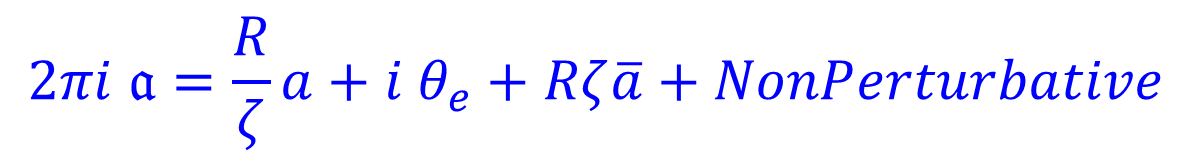 2πi 𝔞 = R/ζ a + i θ_e + Rζā + NonPerturbative